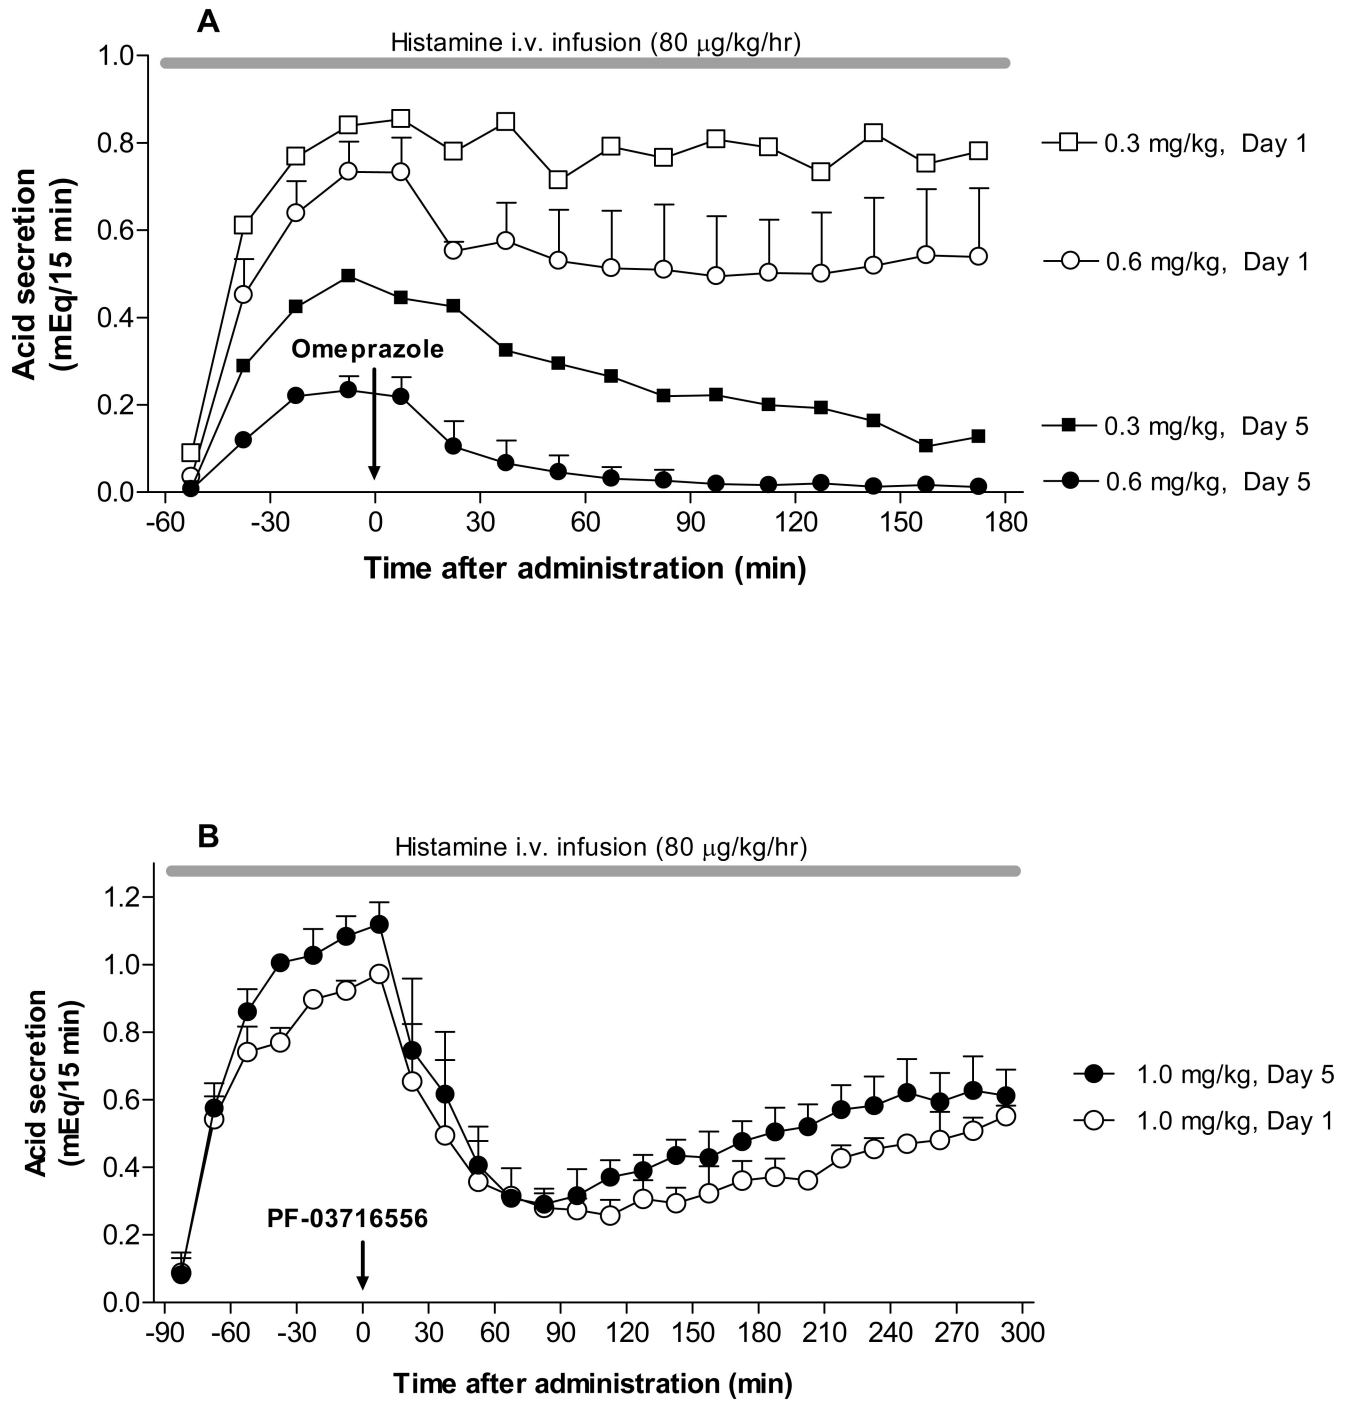 A
Histamine i.v. infusion (80 μg/kg/hr)
1.0
0.8
0.6
0.4
0.2
0.0
Acid secretion
(mEq/15 min)
Omeprazole
0.3 mg/kg, Day 1
0.6 mg/kg, Day 1
0.3 mg/kg, Day 5
0.6 mg/kg, Day 5
-60 -30 0 30 60 90 120 150 180
Time after administration (min)
B
Histamine i.v. infusion (80 μg/kg/hr)
1.2
1.0
0.8
0.6
0.4
0.2
0.0
Acid secretion
(mEq/15 min)
PF-03716556
1.0 mg/kg, Day 5
1.0 mg/kg, Day 1
-90 -60 -30 0 30 60 90 120 150 180 210 240 270 300
Time after administration (min)